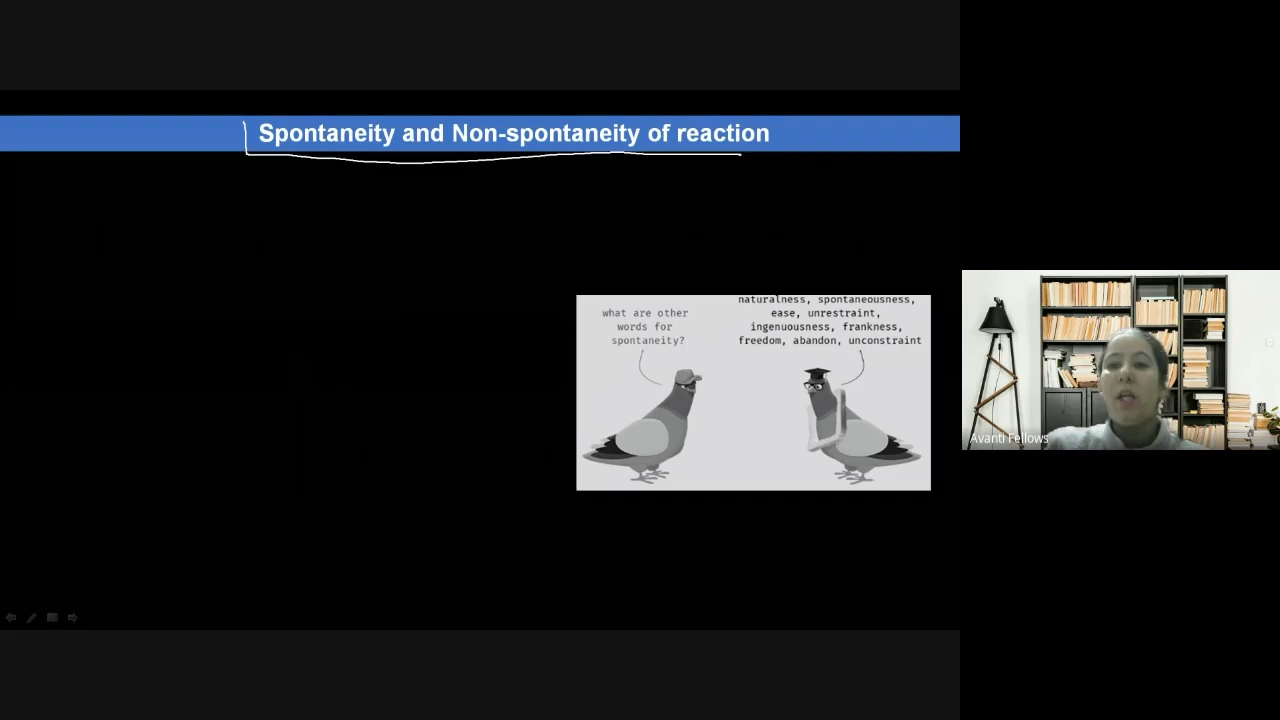 Spontaneity and Non-spontaneity of reaction
what are other
words for
spontaneity?
naturalness, spontaneousness,
ease, unrestraint,
ingenuousness, frankness,
freedom, abandon, unconstraint
Avanti Fellows